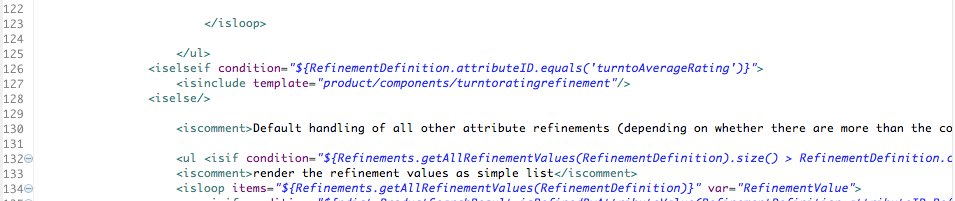 122
123 </isloop>
124
125 </ul>
126 <iselseif condition="${RefinementDefinition.attributeID.equals('turntoAverageRating')}">
127 <isinclude template="product/components/turntoratingrefinement"/>
128 <iselse/>
129
130 <iscomment>Default handling of all other attribute refinements (depending on whether there are more than the co
131
132 <ul <isif condition="${Refinements.getAllRefinementValues(RefinementDefinition).size() > RefinementDefinition.c
133 <iscomment>render the refinement values as simple list</iscomment>
134 <isloop items="${Refinements.getAllRefinementValues(RefinementDefinition)}" var="RefinementValue">